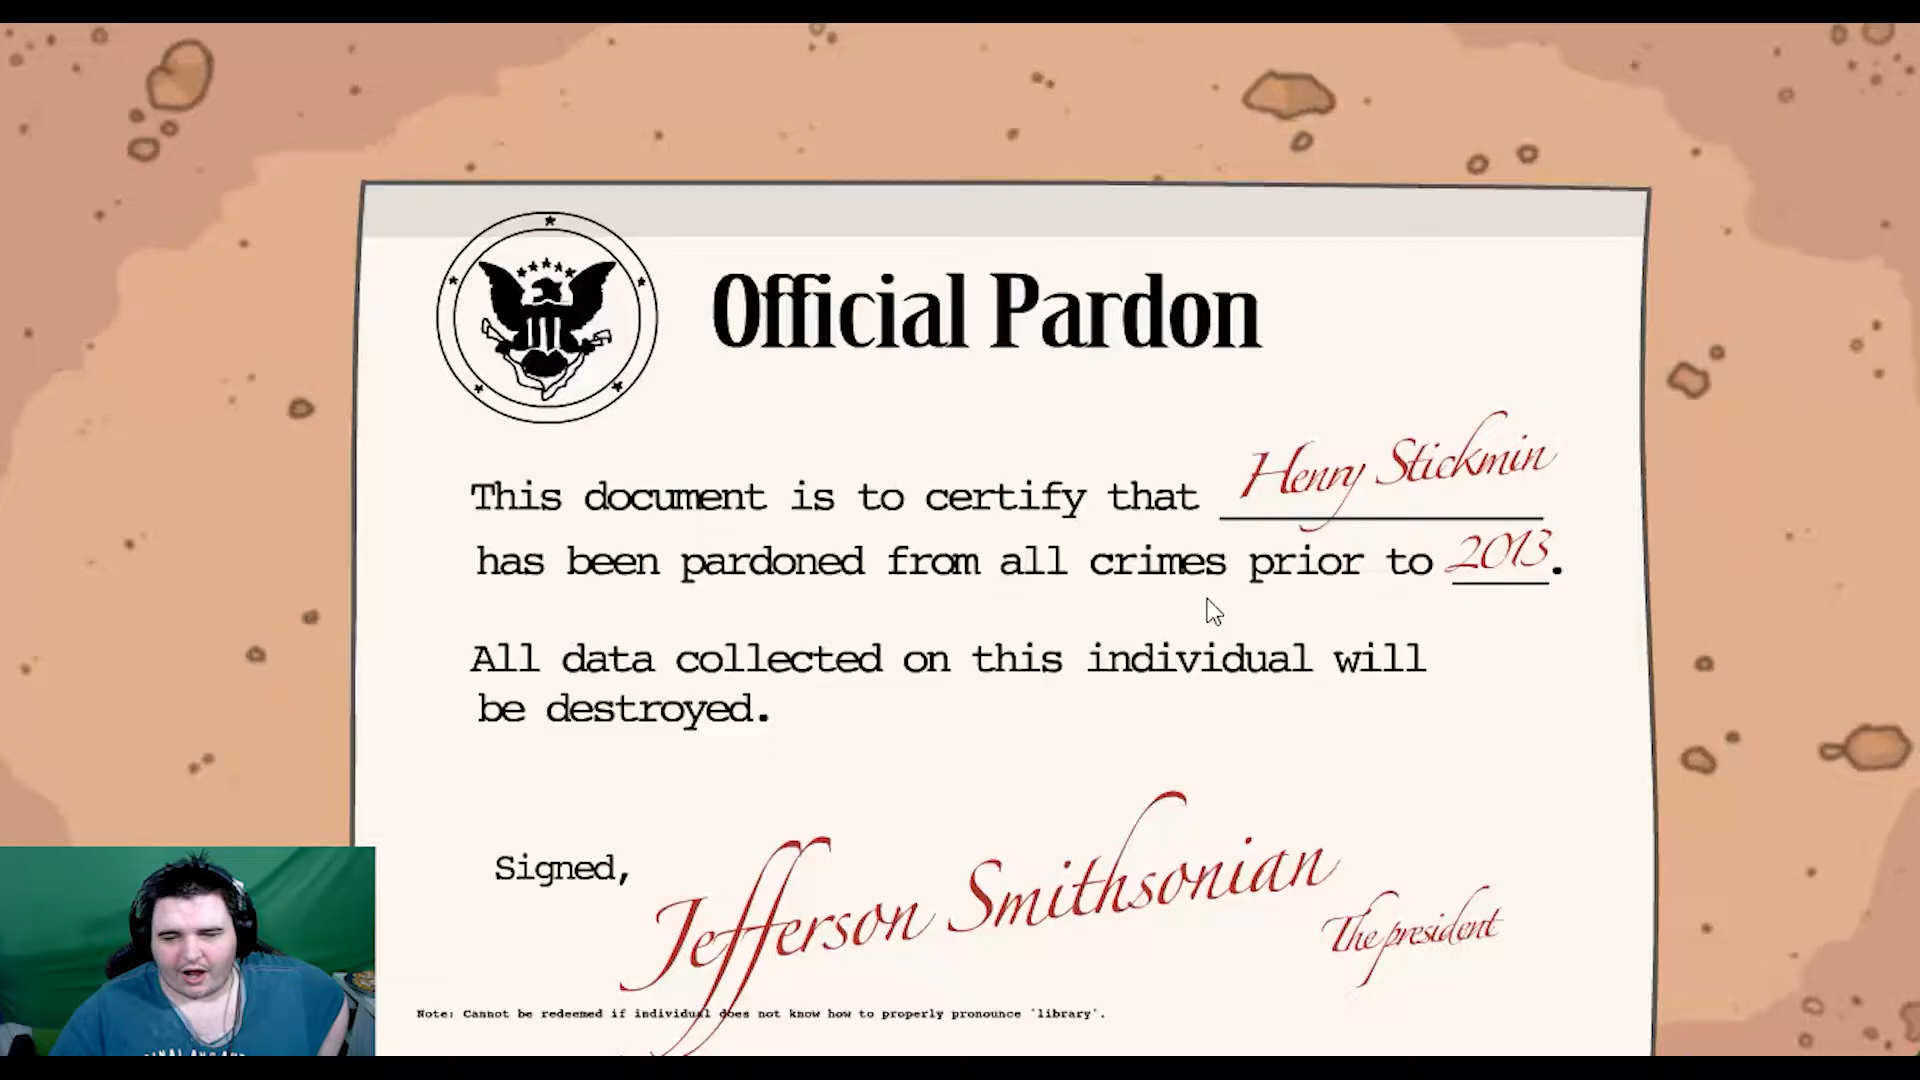 Official Pardon
This document is to certify that Henry Stickmin
has been pardoned from all crimes prior to 2013.
All data collected on this individual will
be destroyed.
Signed,
Jefferson Smithsonian
The president
Note: Cannot be redeemed if individual does not know how to properly pronounce 'library'.